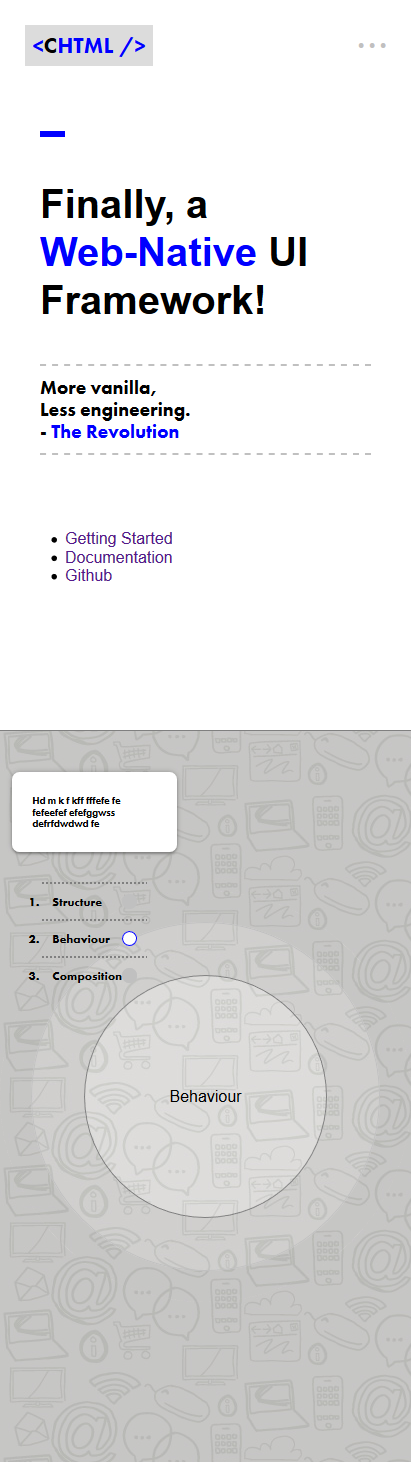 <CHTML />
Finally, a
Web-Native UI
Framework!
More vanilla,
Less engineering.
- The Revolution
Getting Started
Documentation
Github
Hd m k f kff fffefe fe
fefeefef efefggwss
defrfdwdwd fe
1. Structure
2. Behaviour
3. Composition
Behaviour